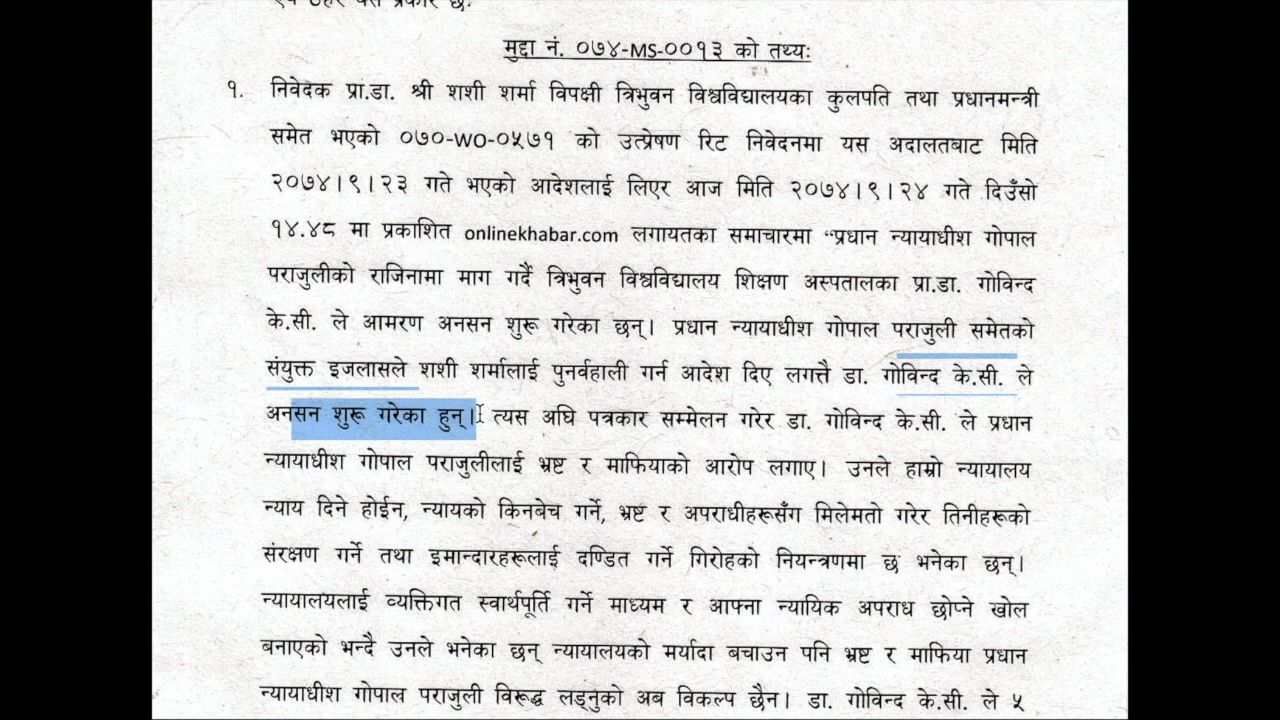 मुद्दा नं. ०७४-MS-००१३ को तथ्यः
१. निवेदक प्रा.डा. श्री शशी शर्मा विपक्षी त्रिभुवन विश्वविद्यालयका कुलपति तथा प्रधानमन्त्री
समेत भएको ०७०-WO-०५७१ को उत्प्रेषण रिट निवेदनमा यस अदालतबाट मिति
२०७४।९।२३ गते भएको आदेशलाई लिएर आज मिति २०७४।९।२४ गते दिउँसो
१४.४८ मा प्रकाशित onlinekhabar.com लगायतका समाचारमा “प्रधान न्यायाधीश गोपाल
पराजुलीको राजिनामा माग गर्दै त्रिभुवन विश्वविद्यालय शिक्षण अस्पतालका प्रा.डा. गोविन्द
के.सी. ले आमरण अनसन शुरू गरेका छन्। प्रधान न्यायाधीश गोपाल पराजुली समेतको
संयुक्त इजलासले शशी शर्मालाई पुनर्वहाली गर्न आदेश दिए लगत्तै डा. गोविन्द के.सी. ले
अनसन शुरू गरेका हुन्। त्यस अघि पत्रकार सम्मेलन गरेर डा. गोविन्द के.सी. ले प्रधान
न्यायाधीश गोपाल पराजुलीलाई भ्रष्ट र माफियाको आरोप लगाए। उनले हाम्रो न्यायालय
न्याय दिने होईन, न्यायको किनबेच गर्ने, भ्रष्ट र अपराधीहरूसँग मिलेमतो गरेर तिनीहरूको
संरक्षण गर्ने तथा इमान्दारहरूलाई दण्डित गर्ने गिरोहको नियन्त्रणमा छ भनेका छन्।
न्यायालयलाई व्यक्तिगत स्वार्थपूर्ति गर्ने माध्यम र आफ्ना न्यायिक अपराध छोप्ने खोल
बनाएको भन्दै उनले भनेका छन् न्यायालयको मर्यादा बचाउन पनि भ्रष्ट र माफिया प्रधान
न्यायाधीश गोपाल पराजुली विरूद्ध लड्नुको अब विकल्प छैन। डा. गोविन्द के.सी. ले ५